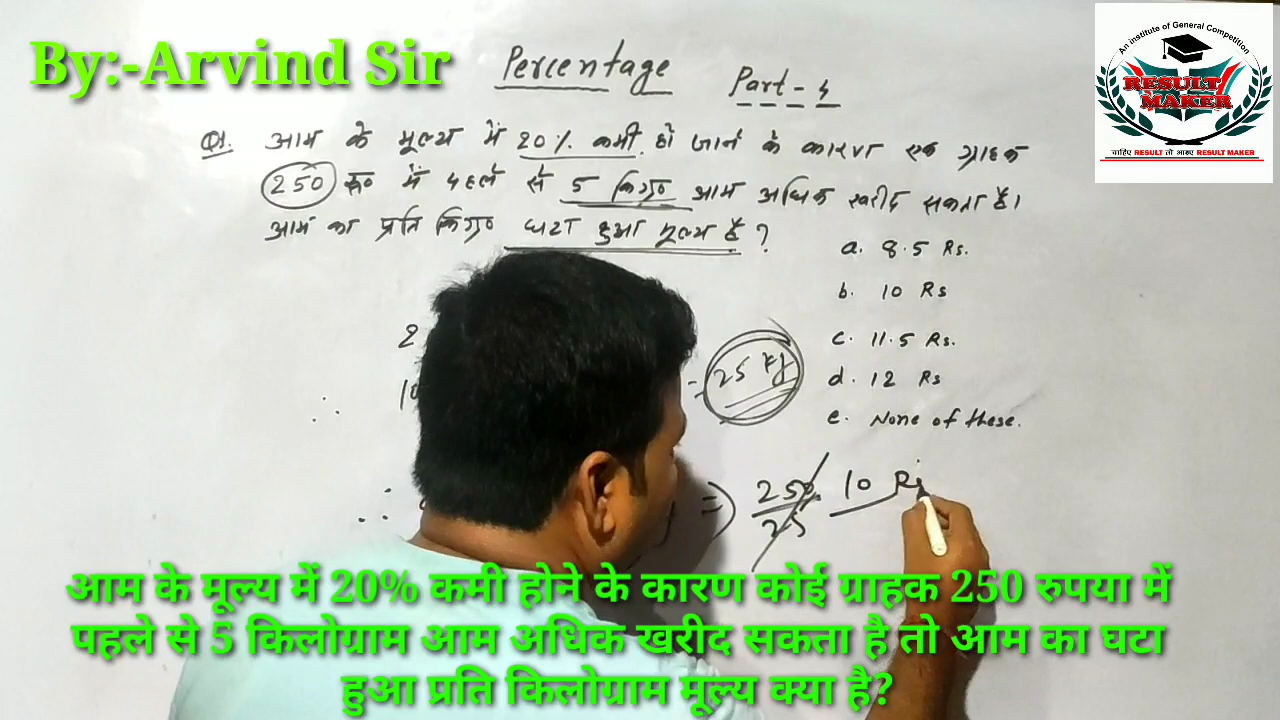 By:-Arvind Sir
Percentage Part-4
An Institute of General Competition
RESULT
MAKER
चाहिए RESULT तो आइए RESULT MAKER
Q1. आम के मूल्य में 20% कमी हो जाने के कारण एक ग्राहक
250 रू० में पहले से 5 किग्रा० आम अधिक खरीद सकता है।
आम का प्रति किग्रा० घटा हुआ मूल्य है ?
a. 8.5 Rs.
b. 10 Rs
c. 11.5 Rs.
d. 12 Rs
e. None of these.
2
10
= 25 kg
∴
∴ => 250/25 10 Rs
आम के मूल्य में 20% कमी होने के कारण कोई ग्राहक 250 रुपया में
पहले से 5 किलोग्राम आम अधिक खरीद सकता है तो आम का घटा
हुआ प्रति किलोग्राम मूल्य क्या है?